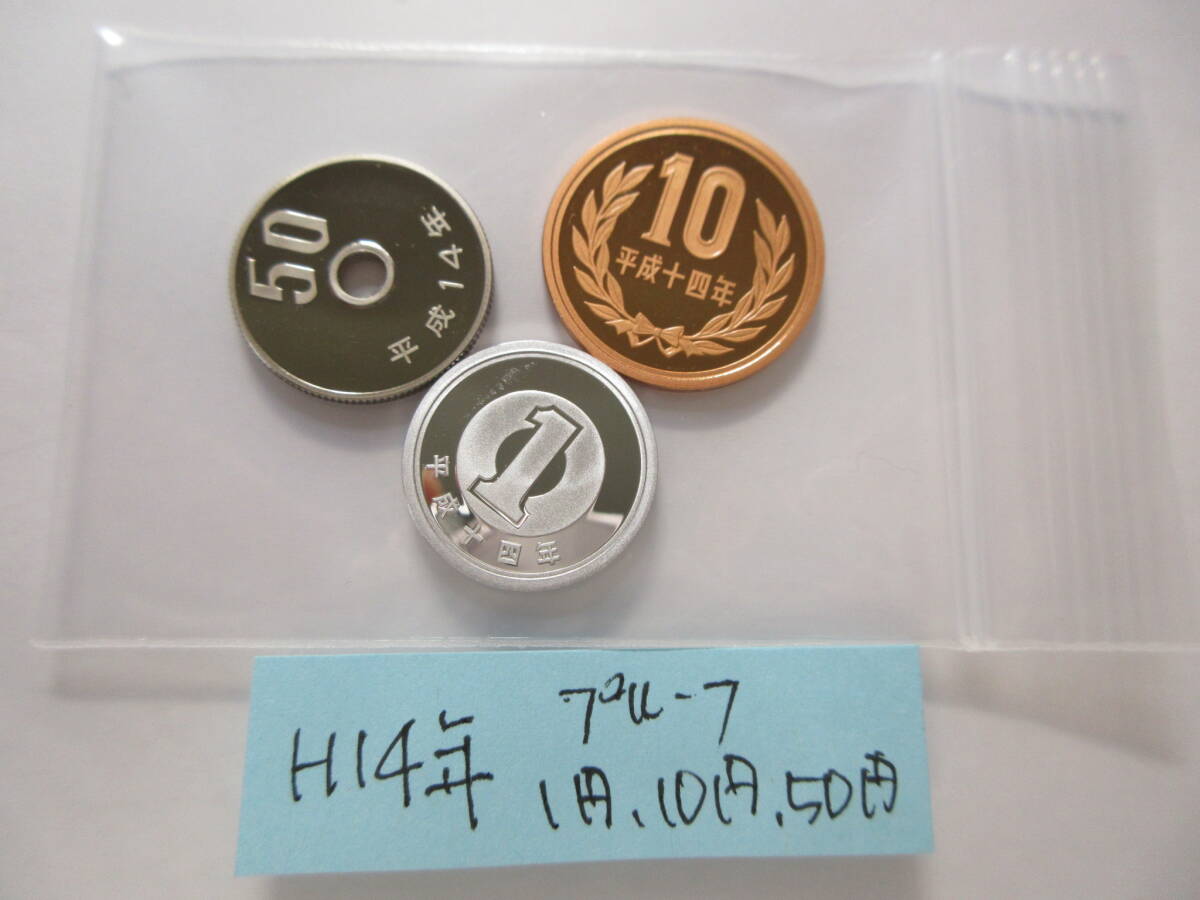 50
平成14年
10
平成十四年
1
平成十四年
H14年 プルーフ
1円、10円、50円